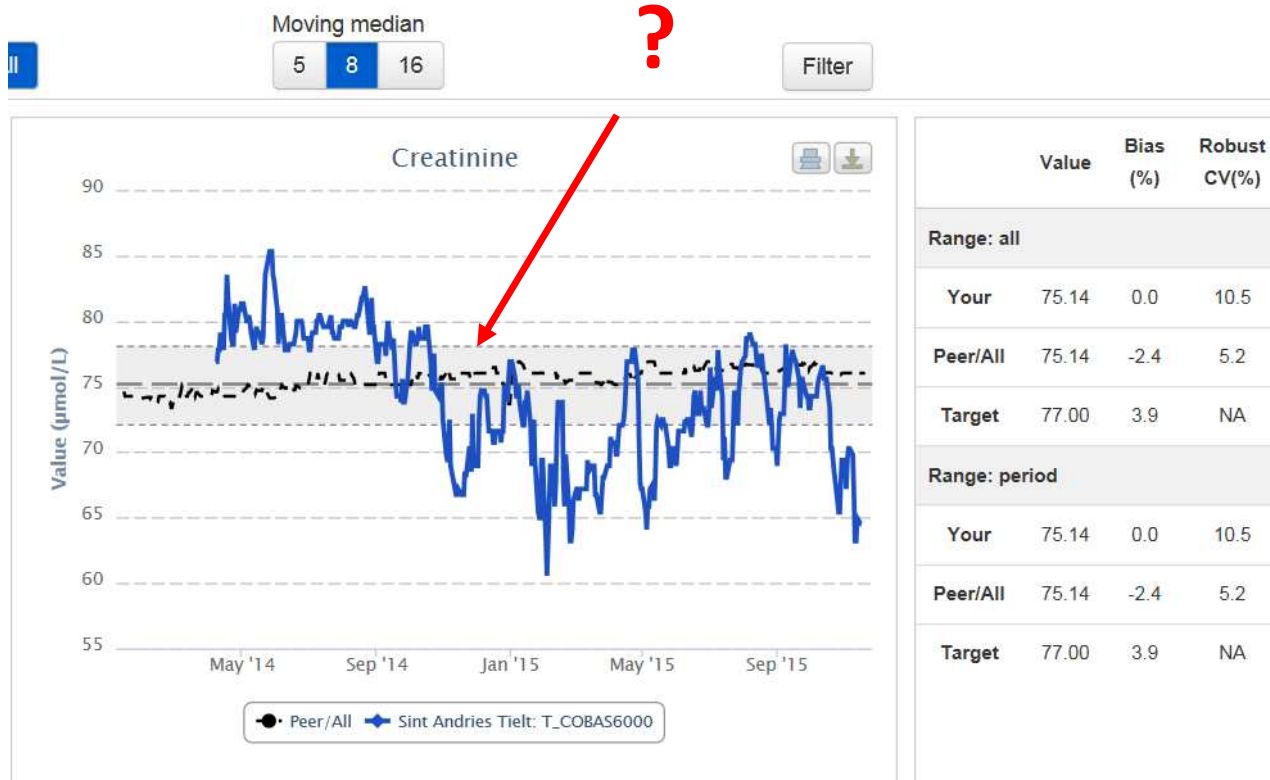 Moving median
?
5 8 16
Filter
Creatinine
90
85
80
75
70
65
60
55
Value (µmol/L)
May '14 Sep '14 Jan '15 May '15 Sep '15
Peer/All Sint Andries Tielt: T_COBAS6000
Value Bias (%) Robust CV(%)
Range: all
Your 75.14 0.0 10.5
Peer/All 75.14 -2.4 5.2
Target 77.00 3.9 NA
Range: period
Your 75.14 0.0 10.5
Peer/All 75.14 -2.4 5.2
Target 77.00 3.9 NA